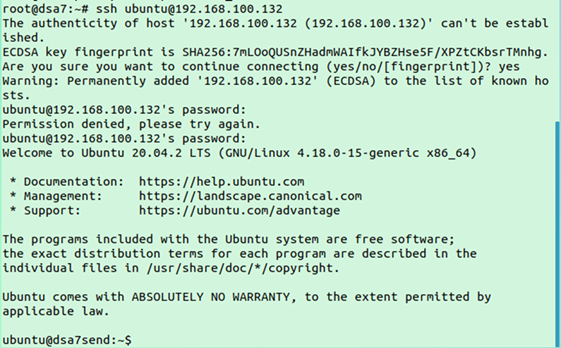 root@dsa7:~# ssh ubuntu@192.168.100.132
The authenticity of host '192.168.100.132 (192.168.100.132)' can't be establ
ished.
ECDSA key fingerprint is SHA256:7mLOoQUSnZHadmWAIfkJYBZHse5F/XPZtCKbsrTMnhg.
Are you sure you want to continue connecting (yes/no/[fingerprint])? yes
Warning: Permanently added '192.168.100.132' (ECDSA) to the list of known ho
sts.
ubuntu@192.168.100.132's password:
Permission denied, please try again.
ubuntu@192.168.100.132's password:
Welcome to Ubuntu 20.04.2 LTS (GNU/Linux 4.18.0-15-generic x86_64)
* Documentation:  https://help.ubuntu.com
* Management:     https://landscape.canonical.com
* Support:        https://ubuntu.com/advantage
The programs included with the Ubuntu system are free software;
the exact distribution terms for each program are described in the
individual files in /usr/share/doc/*/copyright.
Ubuntu comes with ABSOLUTELY NO WARRANTY, to the extent permitted by
applicable law.
ubuntu@dsa7send:~$